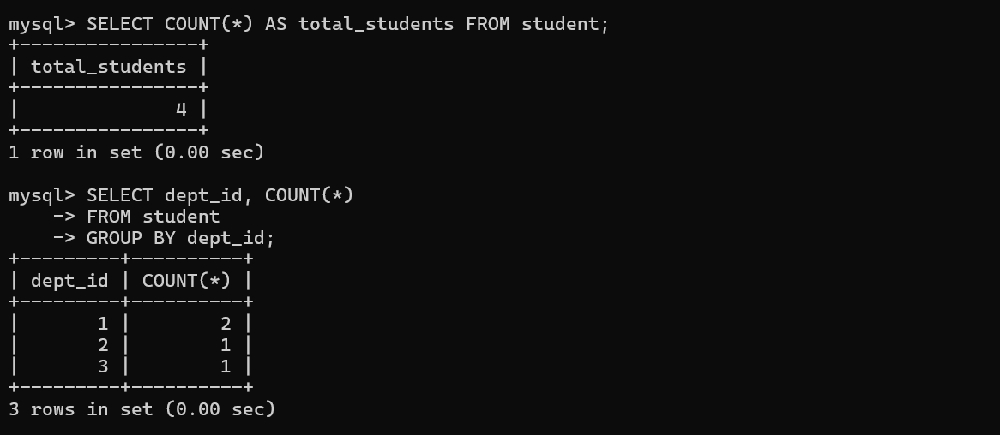 mysql> SELECT COUNT(*) AS total_students FROM student;
+----------------+
| total_students |
+----------------+
|              4 |
+----------------+
1 row in set (0.00 sec)

mysql> SELECT dept_id, COUNT(*)
    -> FROM student
    -> GROUP BY dept_id;
+---------+----------+
| dept_id | COUNT(*) |
+---------+----------+
|       1 |        2 |
|       2 |        1 |
|       3 |        1 |
+---------+----------+
3 rows in set (0.00 sec)